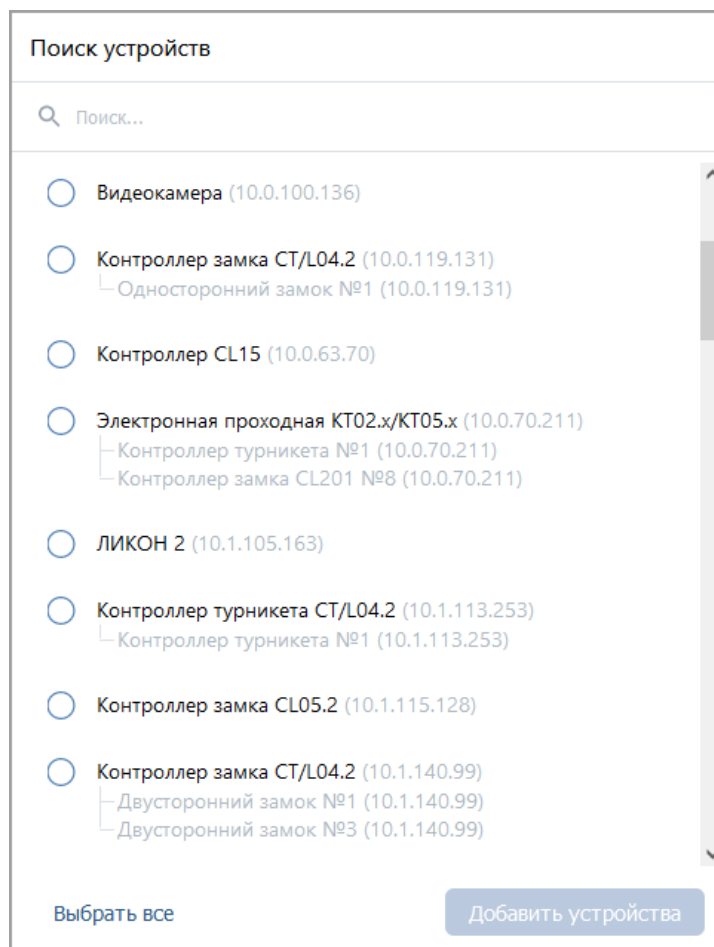 Поиск устройств
Поиск...
Видеокамера (10.0.100.136)
Контроллер замка CT/L04.2 (10.0.119.131)
Односторонний замок №1 (10.0.119.131)
Контроллер CL15 (10.0.63.70)
Электронная проходная KT02.x/KT05.x (10.0.70.211)
Контроллер турникета №1 (10.0.70.211)
Контроллер замка CL201 №8 (10.0.70.211)
ЛИКОН 2 (10.1.105.163)
Контроллер турникета CT/L04.2 (10.1.113.253)
Контроллер турникета №1 (10.1.113.253)
Контроллер замка CL05.2 (10.1.115.128)
Контроллер замка CT/L04.2 (10.1.140.99)
Двусторонний замок №1 (10.1.140.99)
Двусторонний замок №3 (10.1.140.99)
Выбрать все
Добавить устройства